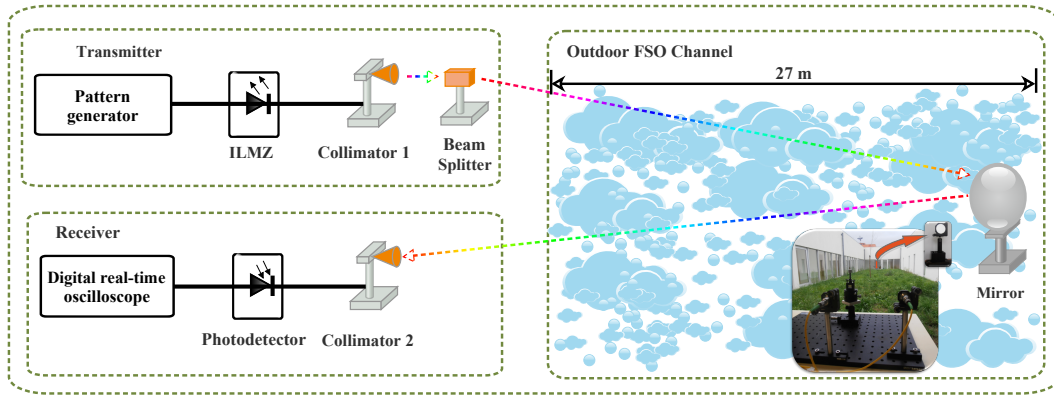 Transmitter
Pattern
generator
ILMZ
Collimator 1
Beam
Splitter
Outdoor FSO Channel
27 m
Mirror
Receiver
Digital real-time
oscilloscope
Photodetector
Collimator 2